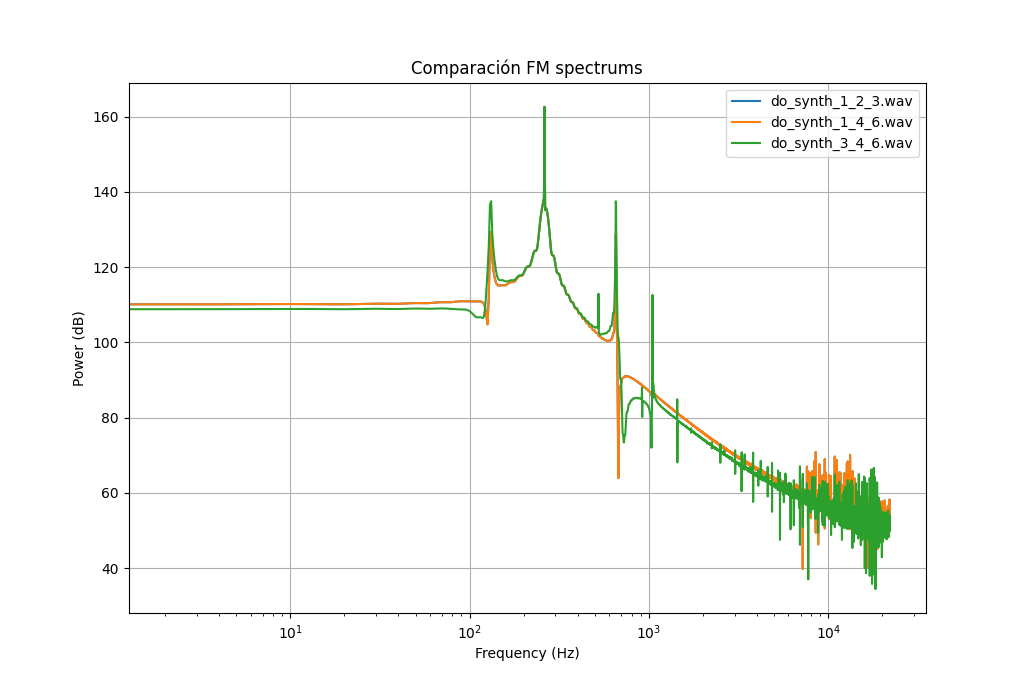 Comparación FM spectrums
do_synth_1_2_3.wav
do_synth_1_4_6.wav
do_synth_3_4_6.wav
160
140
120
100
80
60
40
Power (dB)
10¹
10²
10³
10⁴
Frequency (Hz)